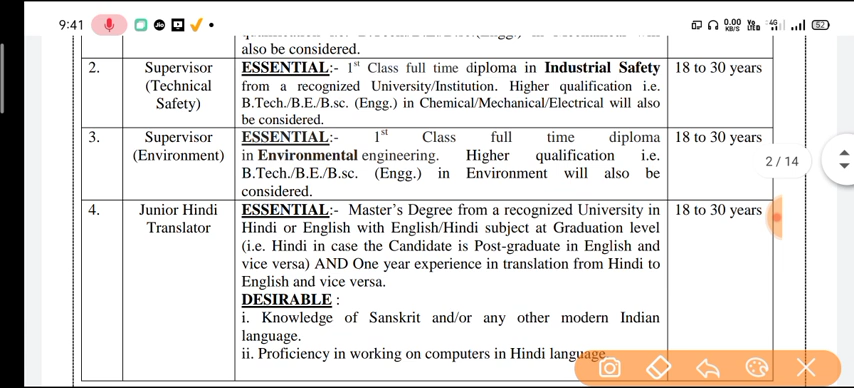 9:41
0.00 KB/S
4G
52
also be considered.
2. Supervisor (Technical Safety)
ESSENTIAL:- 1st Class full time diploma in Industrial Safety
from a recognized University/Institution. Higher qualification i.e.
B.Tech./B.E./B.sc. (Engg.) in Chemical/Mechanical/Electrical will also
be considered.
18 to 30 years
3. Supervisor (Environment)
ESSENTIAL:- 1st Class full time diploma
in Environmental engineering. Higher qualification i.e.
B.Tech./B.E./B.sc. (Engg.) in Environment will also be
considered.
18 to 30 years
2 / 14
4. Junior Hindi Translator
ESSENTIAL:- Master's Degree from a recognized University in
Hindi or English with English/Hindi subject at Graduation level
(i.e. Hindi in case the Candidate is Post-graduate in English and
vice versa) AND One year experience in translation from Hindi to
English and vice versa.
DESIRABLE :
i. Knowledge of Sanskrit and/or any other modern Indian
language.
ii. Proficiency in working on computers in Hindi language
18 to 30 years